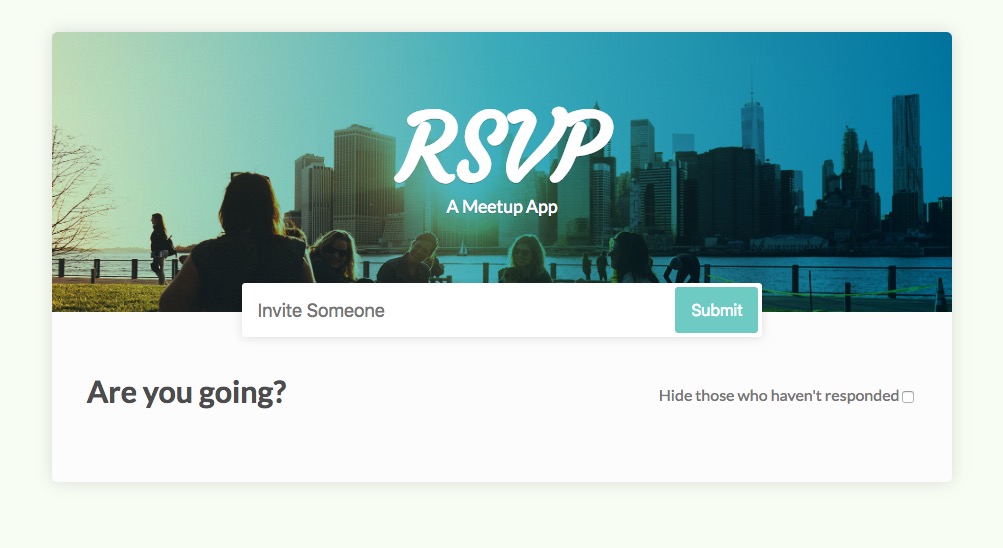 RSVP
A Meetup App
Invite Someone
Submit
Are you going?
Hide those who haven't responded